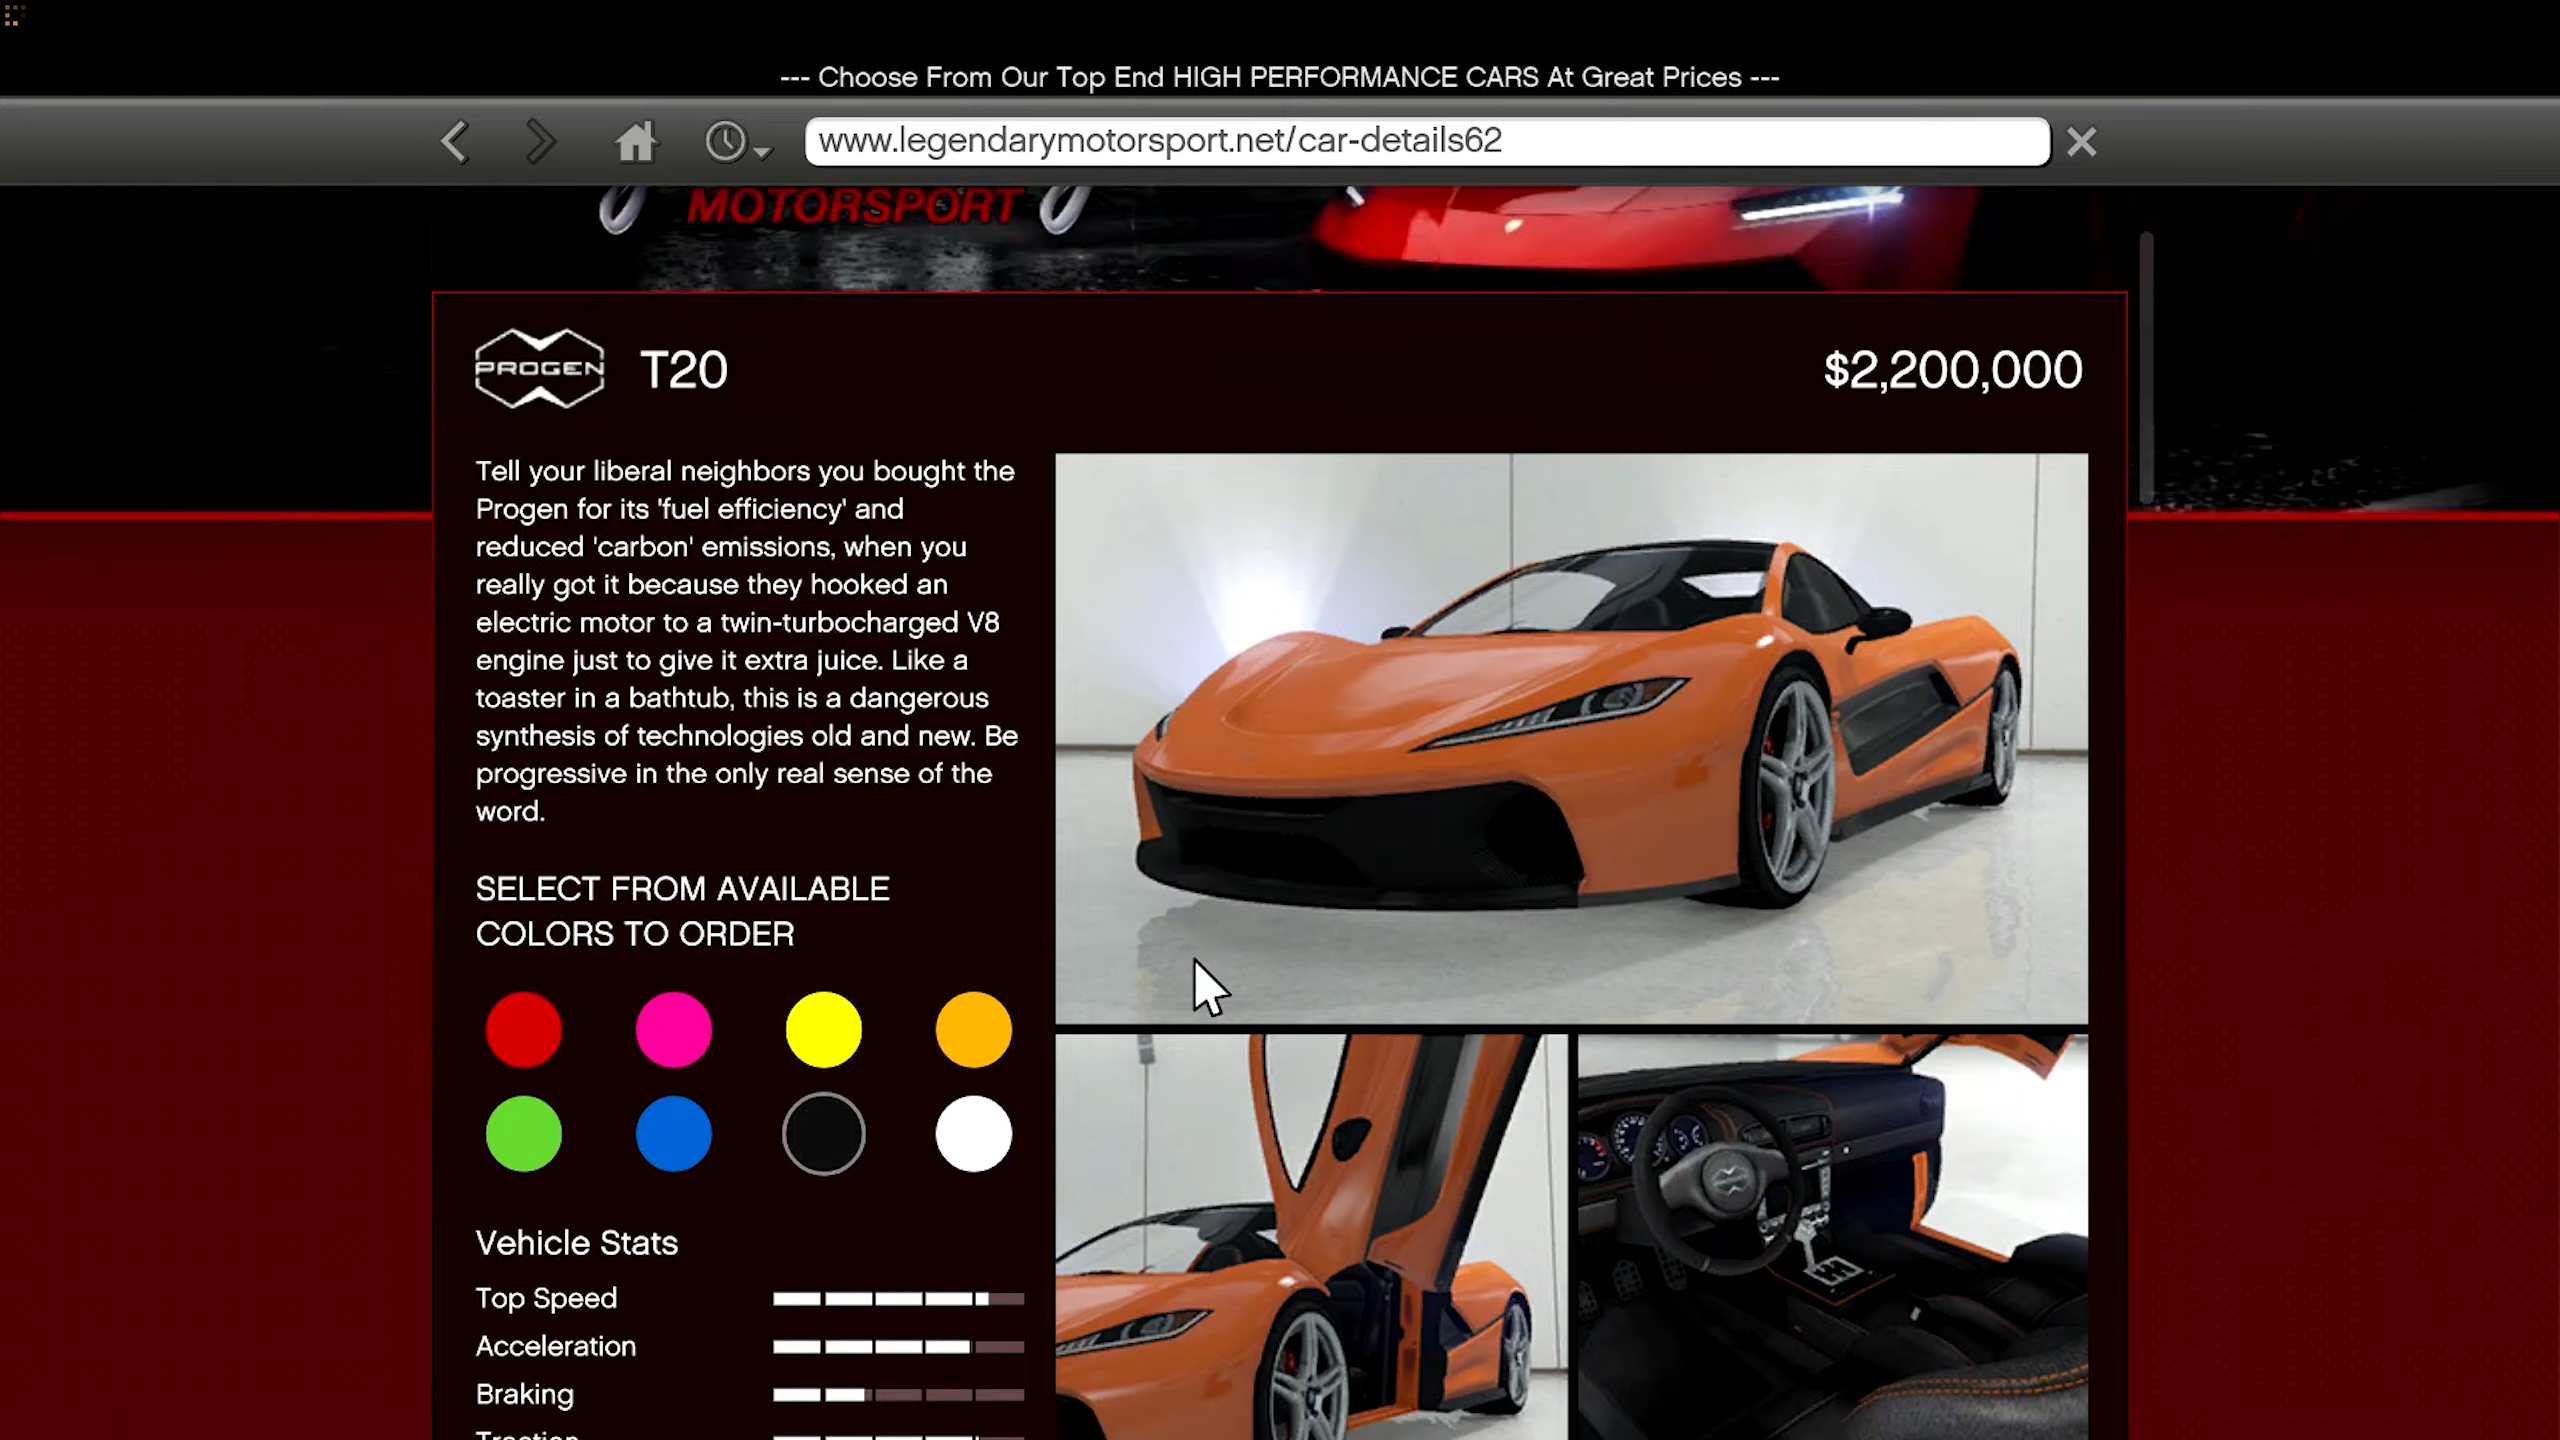 --- Choose From Our Top End HIGH PERFORMANCE CARS At Great Prices ---
www.legendarymotorsport.net/car-details62
MOTORSPORT
PROGEN
T20
$2,200,000
Tell your liberal neighbors you bought the
Progen for its 'fuel efficiency' and
reduced 'carbon' emissions, when you
really got it because they hooked an
electric motor to a twin-turbocharged V8
engine just to give it extra juice. Like a
toaster in a bathtub, this is a dangerous
synthesis of technologies old and new. Be
progressive in the only real sense of the
word.
SELECT FROM AVAILABLE
COLORS TO ORDER
Vehicle Stats
Top Speed
Acceleration
Braking
Traction